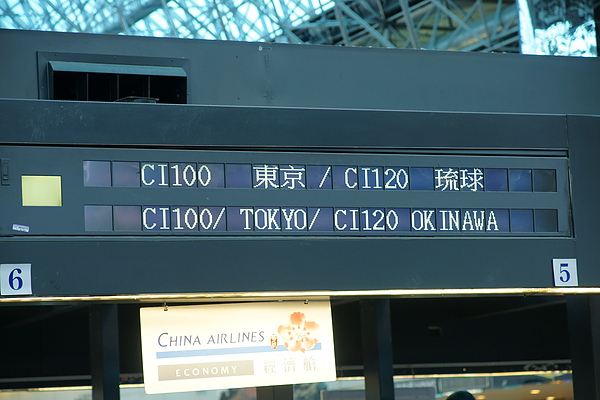 CI100 東京 / CI120 琉球
CI100/ TOKYO/ CI120 OKINAWA
6
5
CHINA AIRLINES
ECONOMY 經濟艙